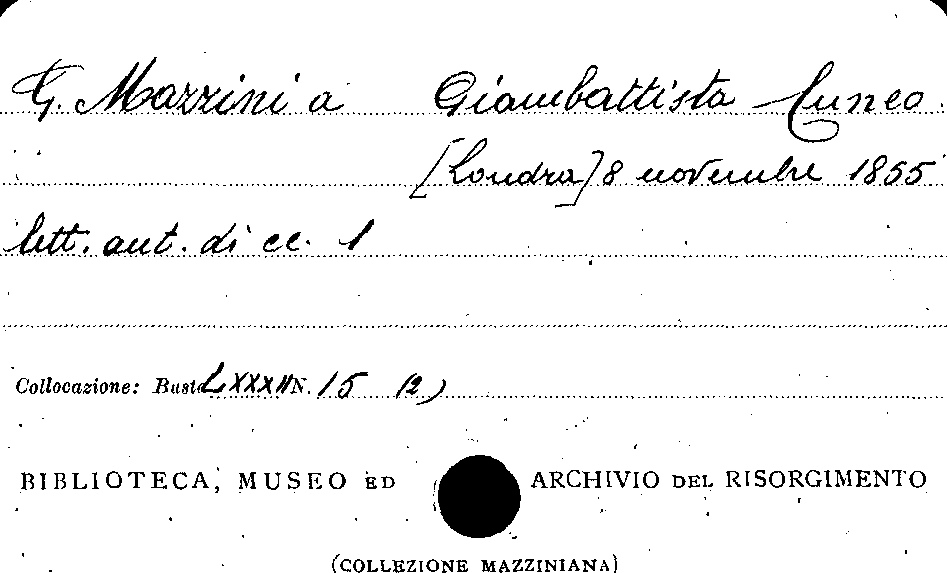 G. Mazzini a Giambattista Cuneo
[Londra] 8 novembre 1855
lett. aut. di cc. 1
Collocazione: Busta LXXXII N. 15 (2)
BIBLIOTECA, MUSEO ED ARCHIVIO DEL RISORGIMENTO
(COLLEZIONE MAZZINIANA)